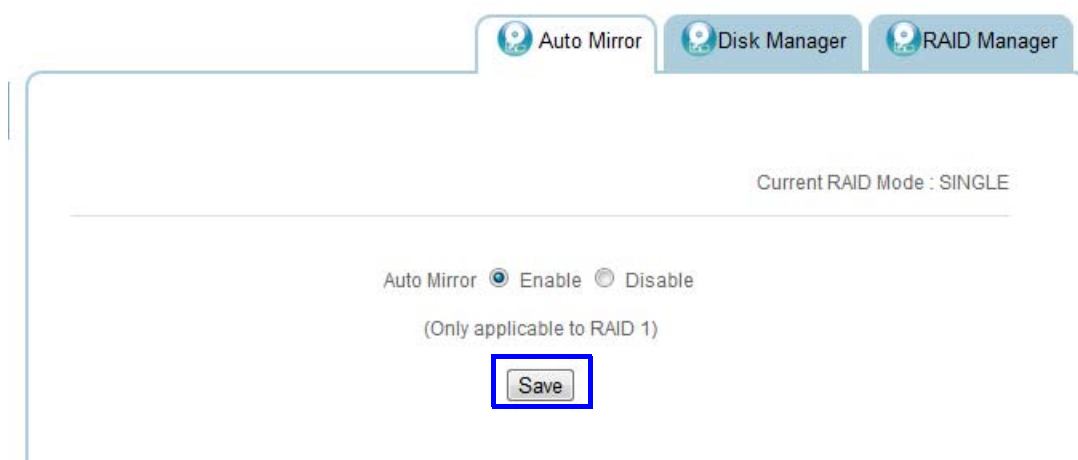 Auto Mirror Disk Manager RAID Manager
Current RAID Mode : SINGLE
Auto Mirror Enable Disable
(Only applicable to RAID 1)
Save